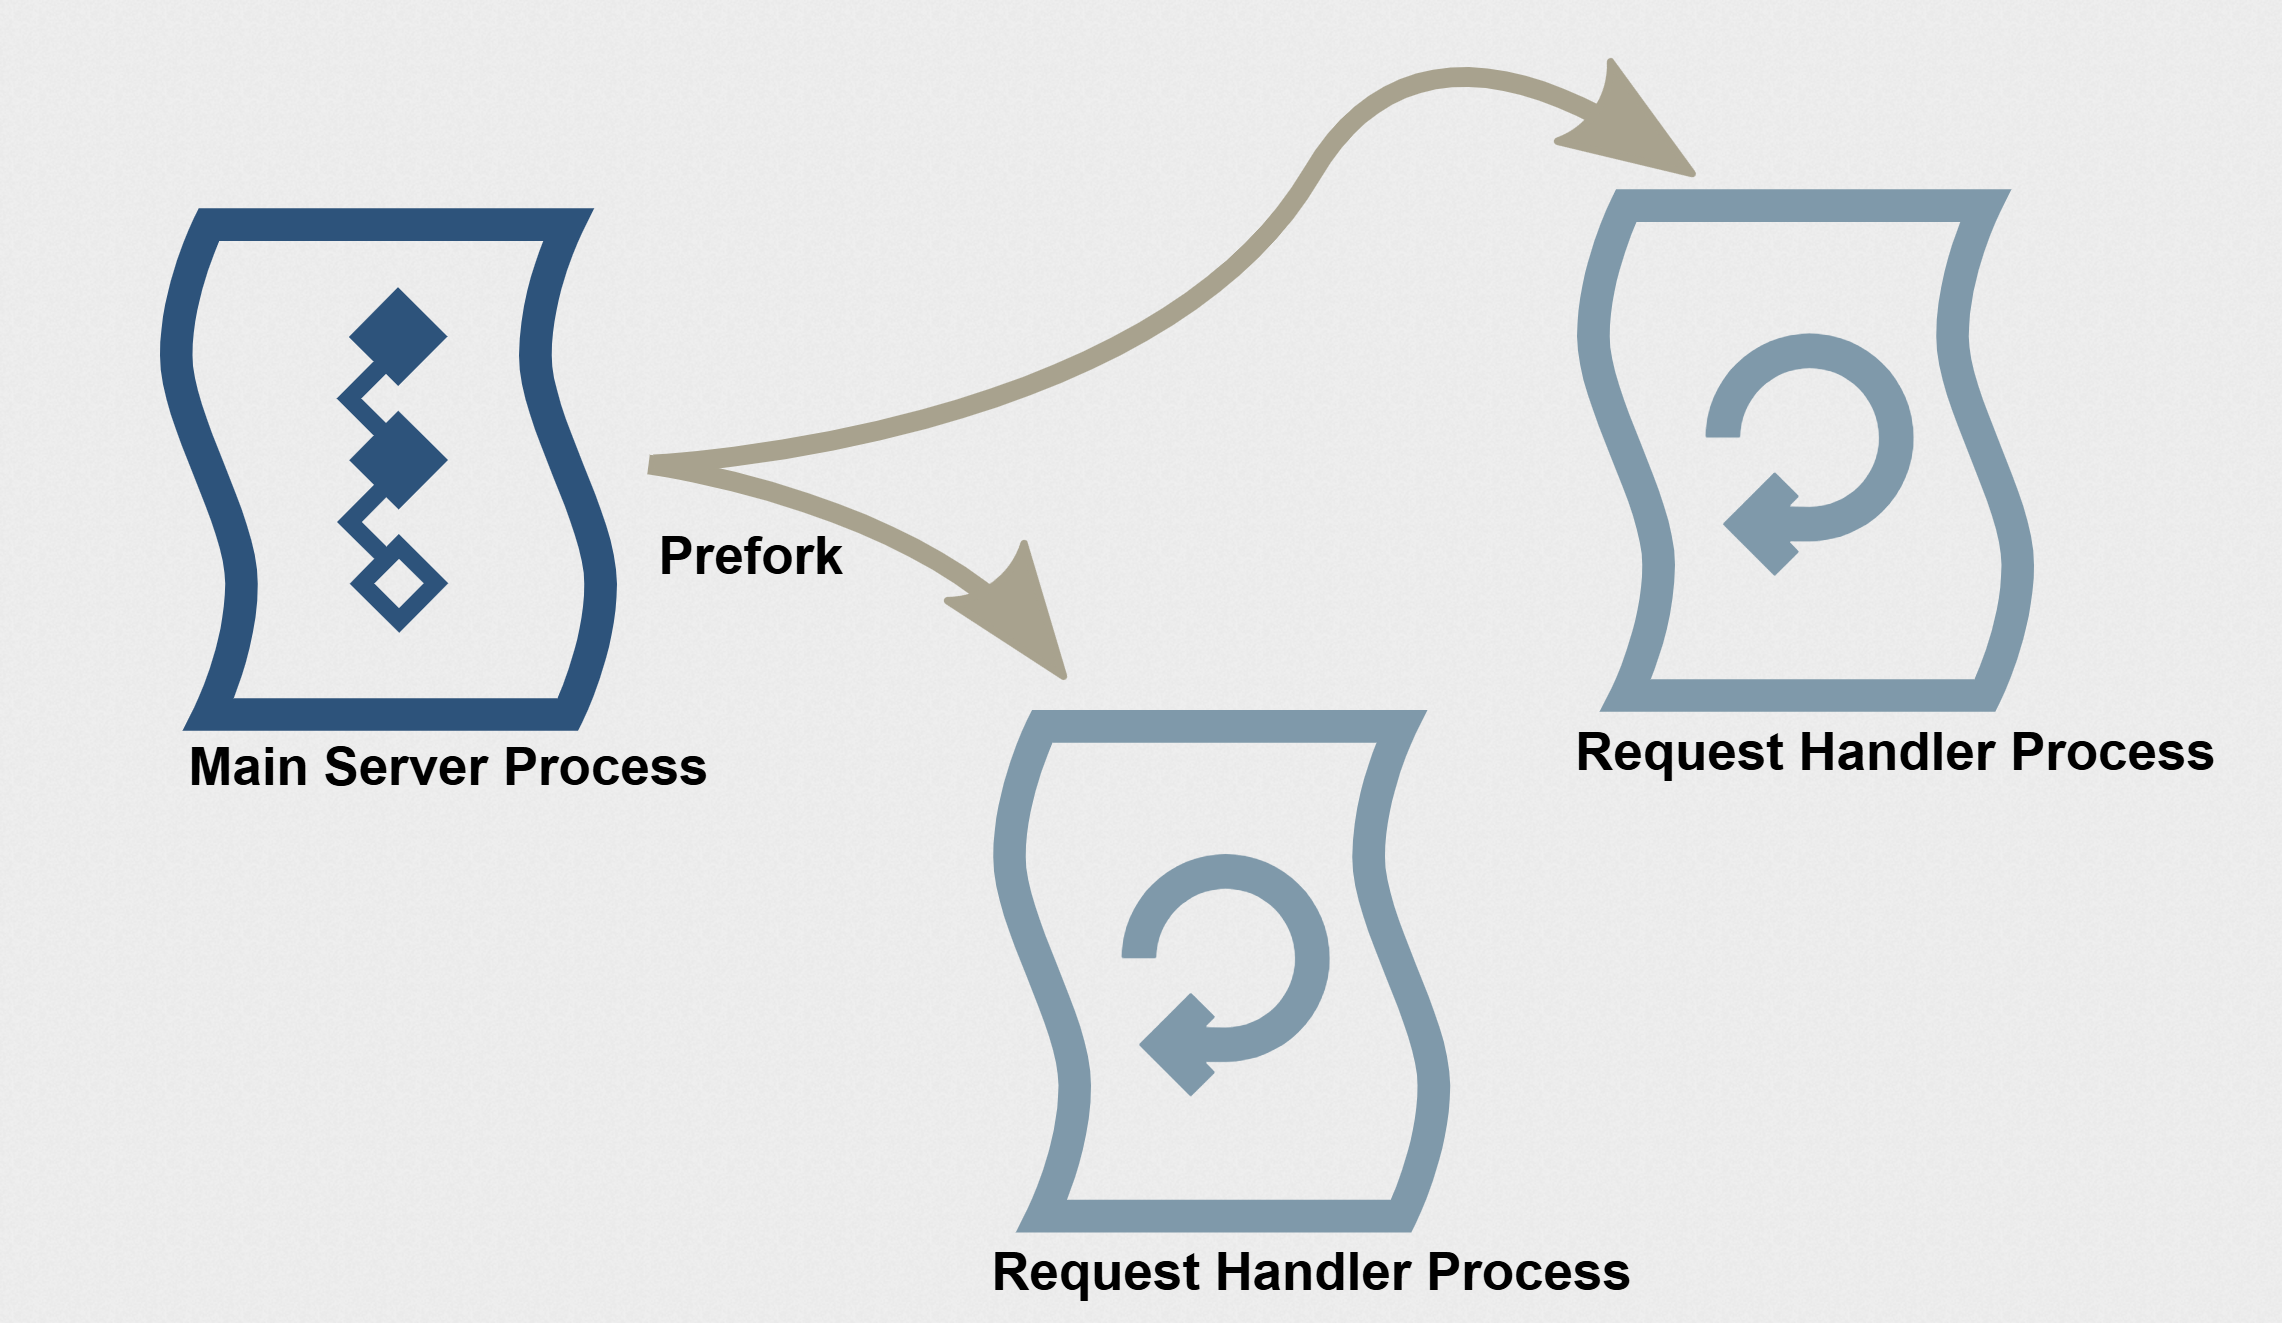 Prefork
Main Server Process
Request Handler Process
Request Handler Process